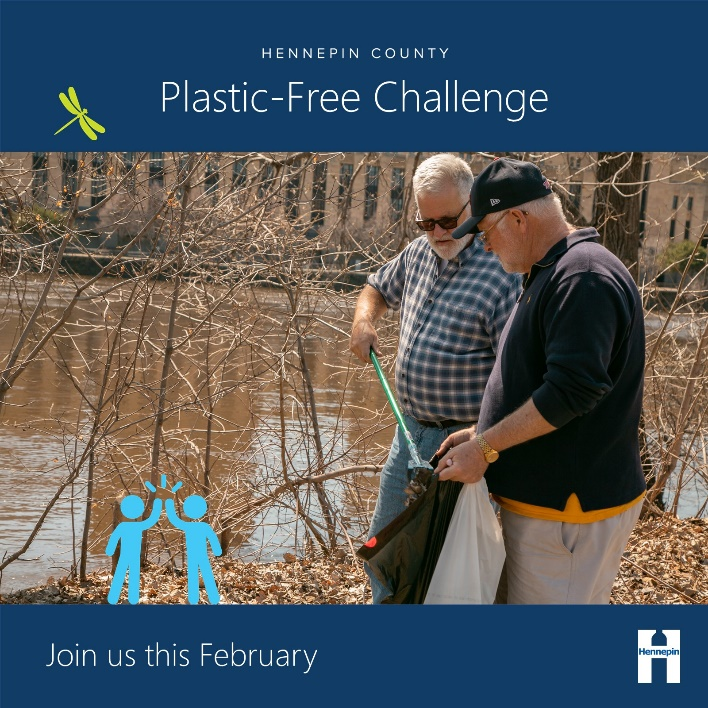 HENNEPIN COUNTY
Plastic-Free Challenge
Join us this February
Hennepin